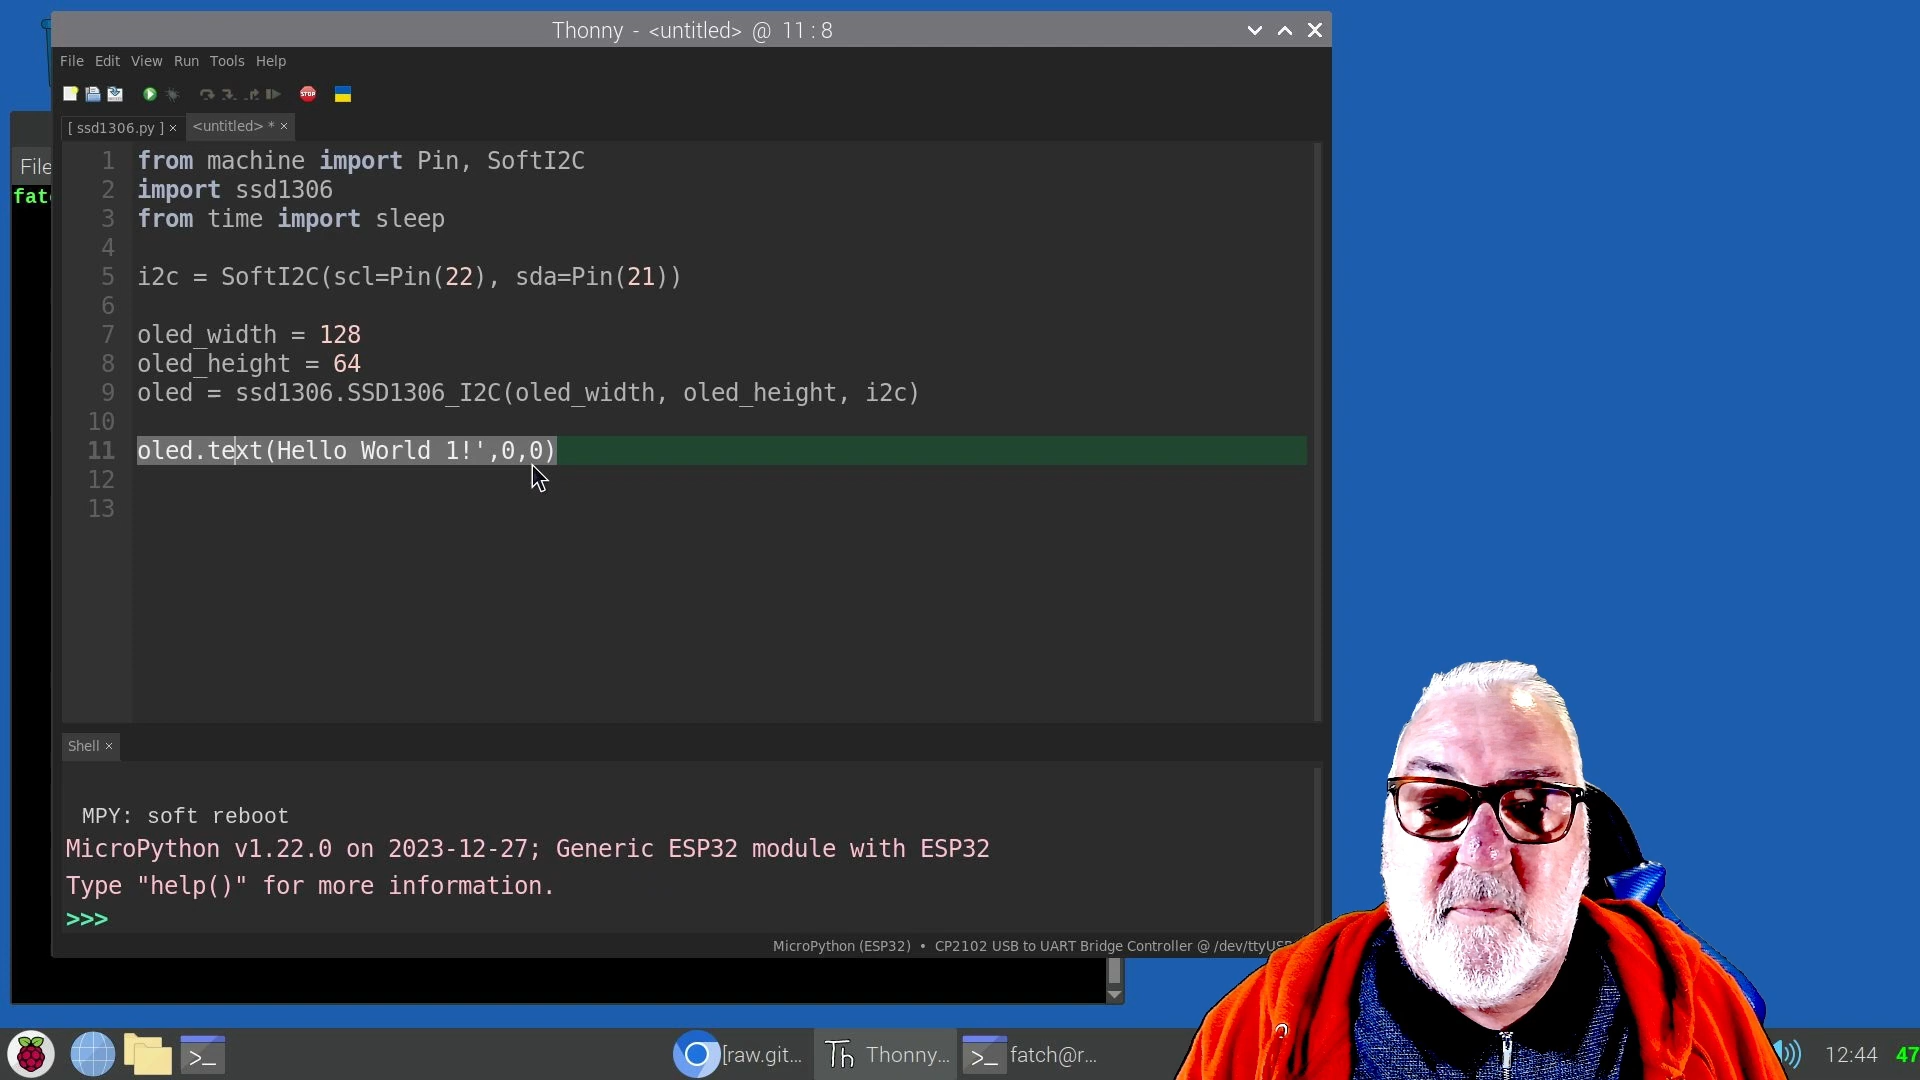 Thonny - <untitled> @ 11 : 8
File Edit View Run Tools Help
STOP
[ ssd1306.py ] × <untitled> * ×
File
fat
1 from machine import Pin, SoftI2C
2 import ssd1306
3 from time import sleep
4
5 i2c = SoftI2C(scl=Pin(22), sda=Pin(21))
6
7 oled_width = 128
8 oled_height = 64
9 oled = ssd1306.SSD1306_I2C(oled_width, oled_height, i2c)
10
11 oled.text(Hello World 1!',0,0)
12
13
Shell ×
MPY: soft reboot
MicroPython v1.22.0 on 2023-12-27; Generic ESP32 module with ESP32
Type "help()" for more information.
>>>
MicroPython (ESP32) • CP2102 USB to UART Bridge Controller @ /dev/ttyUS
[raw.git... Th Thonny... fatch@r... 12:44 47